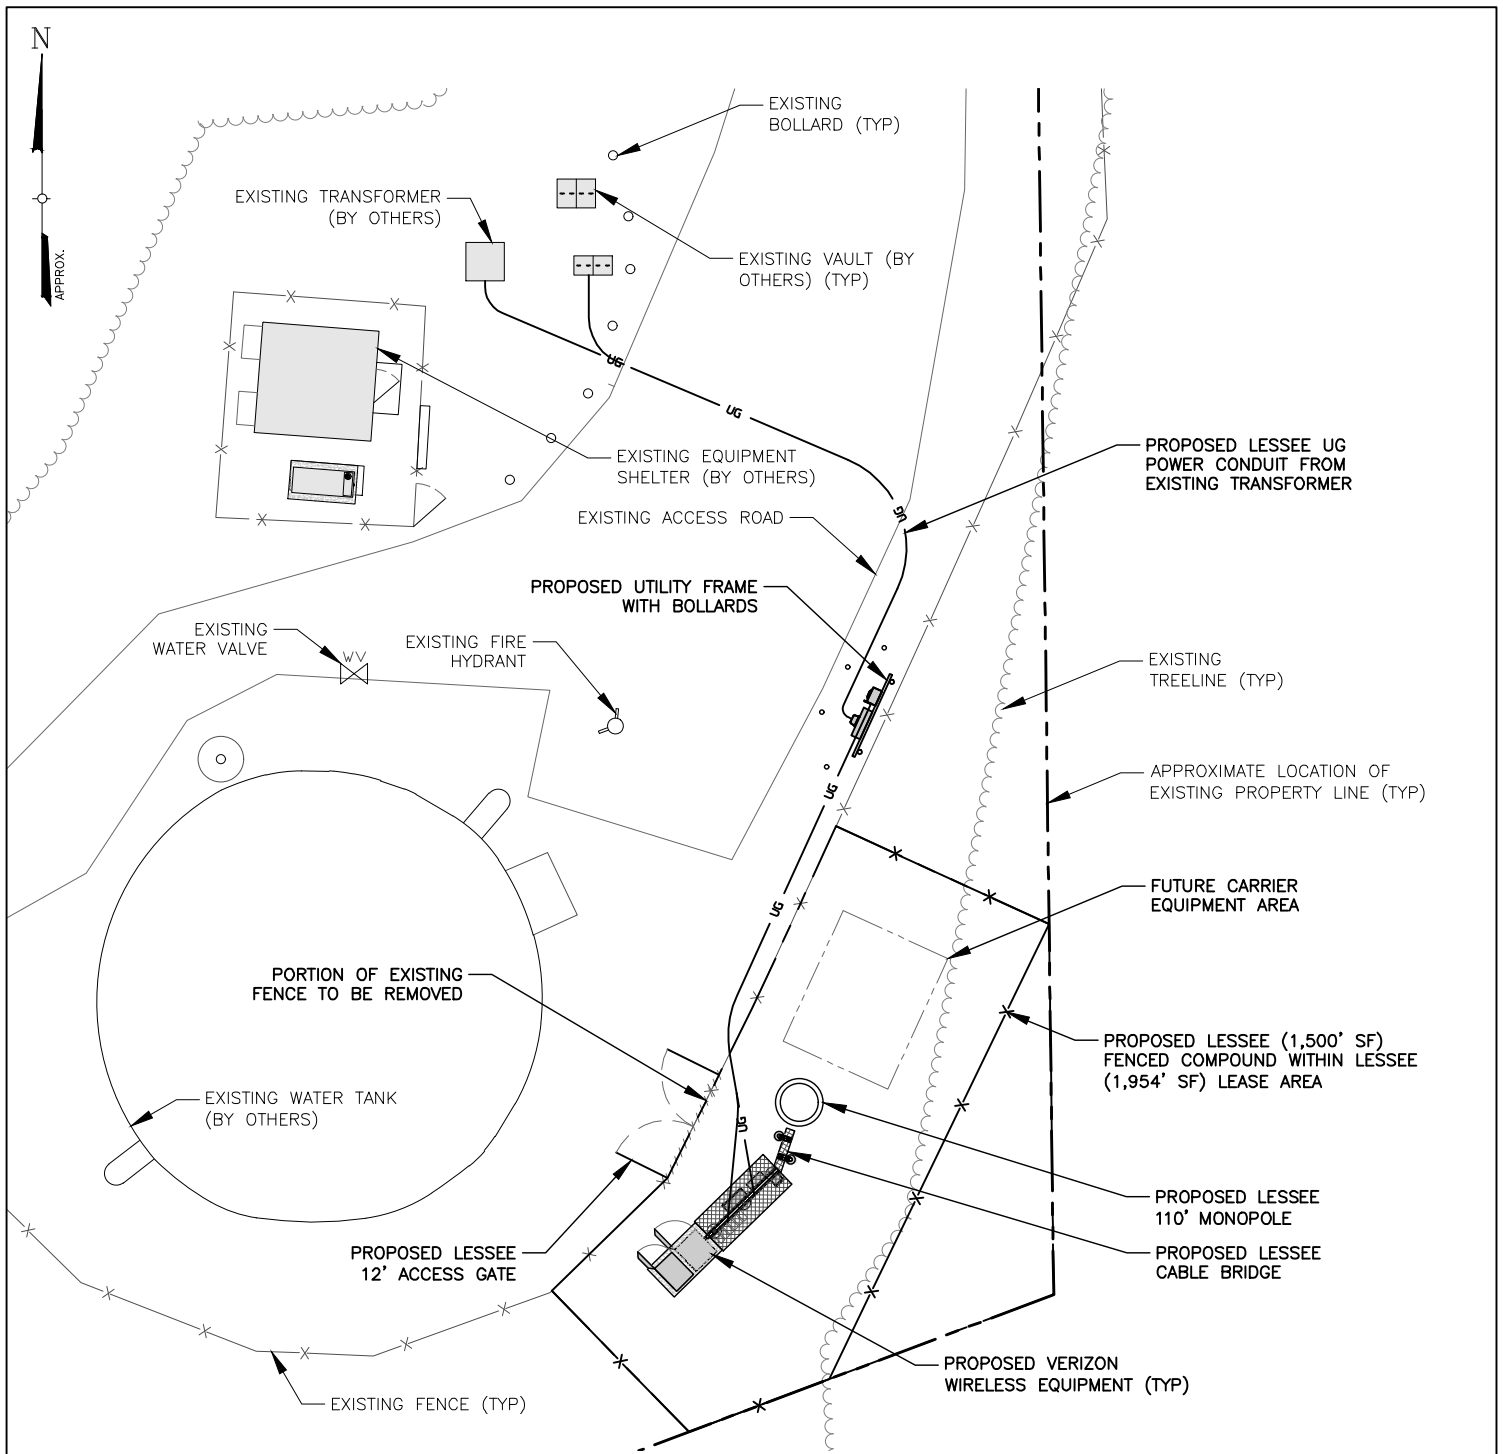 N
APPROX.
EXISTING
BOLLARD (TYP)
EXISTING TRANSFORMER
(BY OTHERS)
EXISTING VAULT (BY
OTHERS) (TYP)
UG
UG
PROPOSED LESSEE UG
POWER CONDUIT FROM
EXISTING TRANSFORMER
EXISTING EQUIPMENT
SHELTER (BY OTHERS)
UG
EXISTING ACCESS ROAD
PROPOSED UTILITY FRAME
WITH BOLLARDS
EXISTING
WATER VALVE
WV
EXISTING FIRE
HYDRANT
EXISTING
TREELINE (TYP)
UG
APPROXIMATE LOCATION OF
EXISTING PROPERTY LINE (TYP)
UG
FUTURE CARRIER
EQUIPMENT AREA
PORTION OF EXISTING
FENCE TO BE REMOVED
PROPOSED LESSEE (1,500' SF)
FENCED COMPOUND WITHIN LESSEE
(1,954' SF) LEASE AREA
EXISTING WATER TANK
(BY OTHERS)
UG
PROPOSED LESSEE
110' MONOPOLE
PROPOSED LESSEE
12' ACCESS GATE
PROPOSED LESSEE
CABLE BRIDGE
PROPOSED VERIZON
WIRELESS EQUIPMENT (TYP)
EXISTING FENCE (TYP)